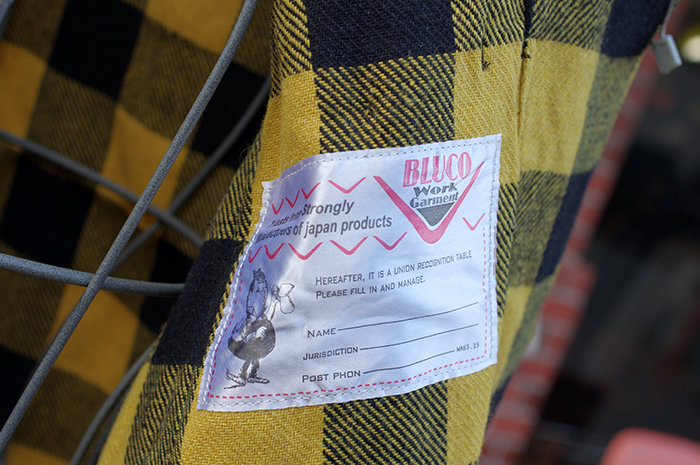 BLUCO
Work
Garment
Strongly
of japan products
HEREAFTER, IT IS A UNION RECOGNITION TABLE
PLEASE FILL IN AND MANAGE.
NAME
JURISDICTION
POST PHON